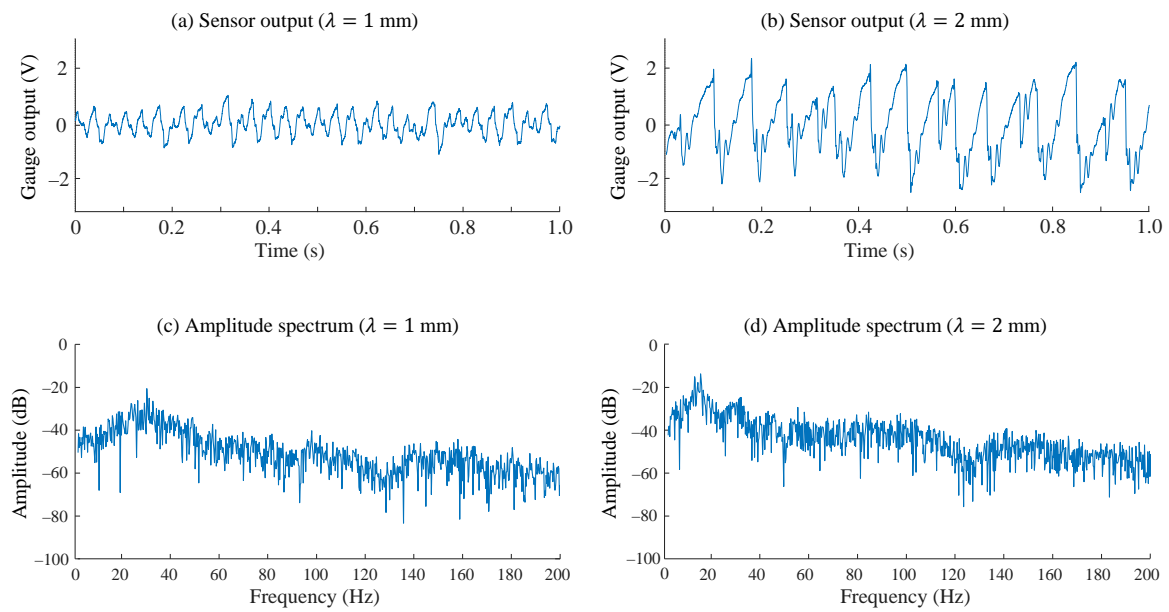 (a) Sensor output (λ = 1 mm)
Gauge output (V)
2
0
−2
0 0.2 0.4 0.6 0.8 1.0
Time (s)
(b) Sensor output (λ = 2 mm)
Gauge output (V)
2
0
−2
0 0.2 0.4 0.6 0.8 1.0
Time (s)
(c) Amplitude spectrum (λ = 1 mm)
Amplitude (dB)
0
−20
−40
−60
−80
−100
0 20 40 60 80 100 120 140 160 180 200
Frequency (Hz)
(d) Amplitude spectrum (λ = 2 mm)
Amplitude (dB)
0
−20
−40
−60
−80
−100
0 20 40 60 80 100 120 140 160 180 200
Frequency (Hz)